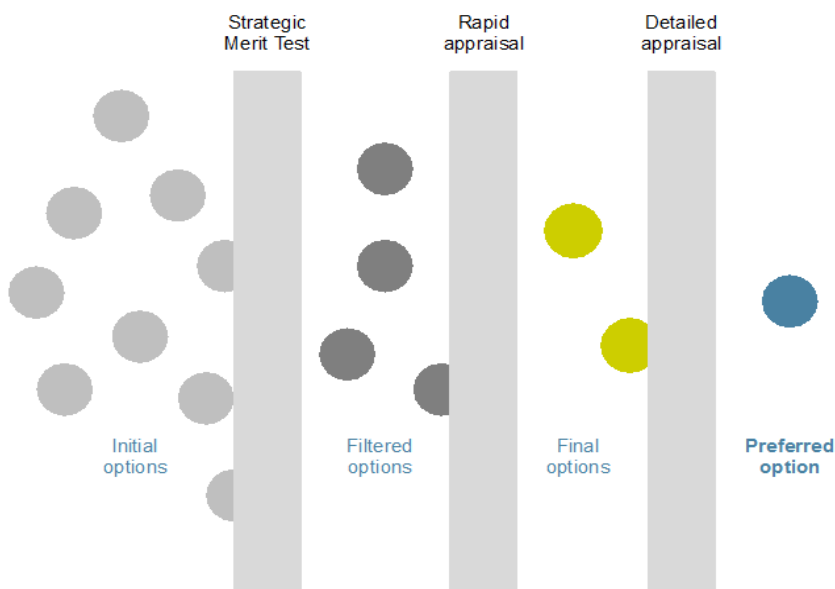 Strategic
Merit Test
Rapid
appraisal
Detailed
appraisal
Initial
options
Filtered
options
Final
options
Preferred
option